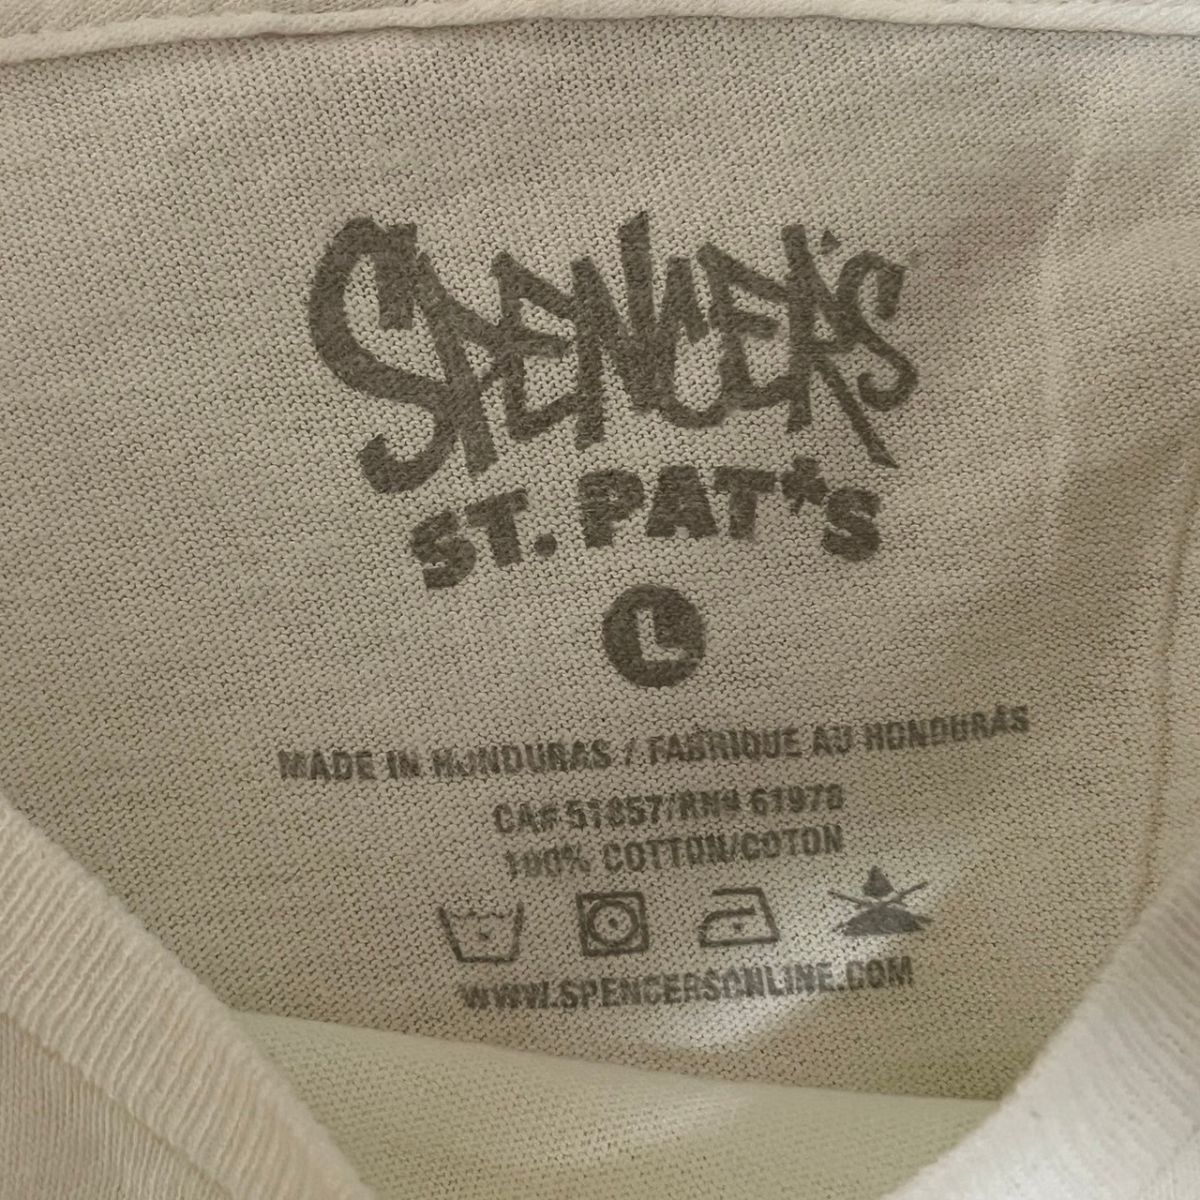 SPENCER'S
ST. PAT'S
L
MADE IN HONDURAS / FABRIQUE AU HONDURAS
CA# 51857/RN# 61978
100% COTTON/COTON
WWW.SPENCERSONLINE.COM